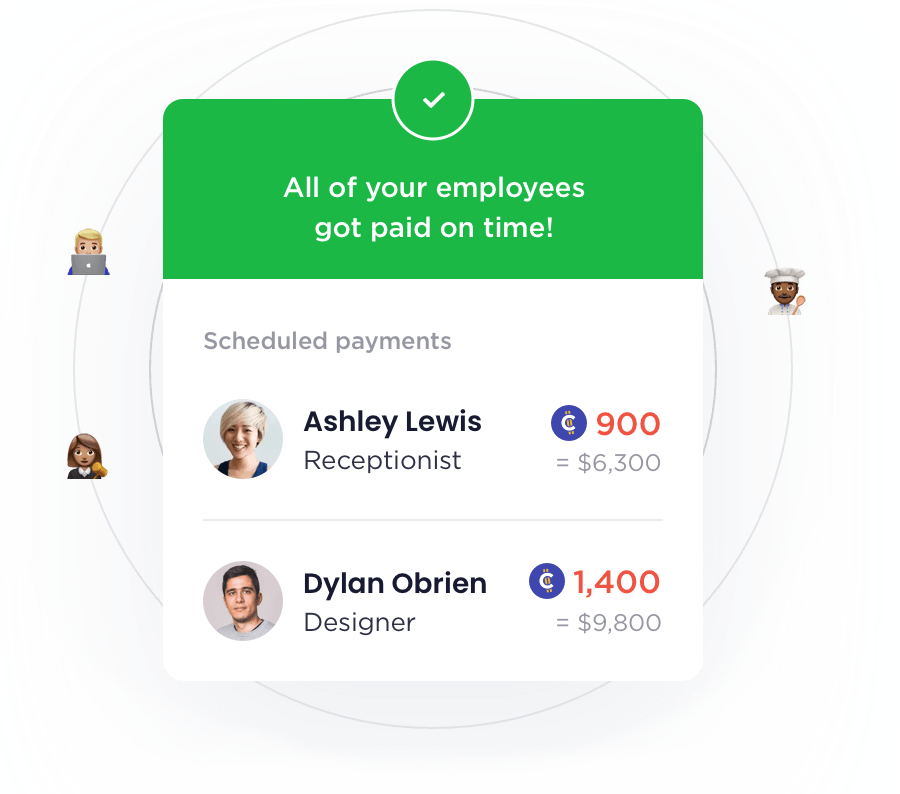 All of your employees
got paid on time!
Scheduled payments
Ashley Lewis
900
Receptionist
= $6,300
Dylan Obrien
1,400
Designer
= $9,800